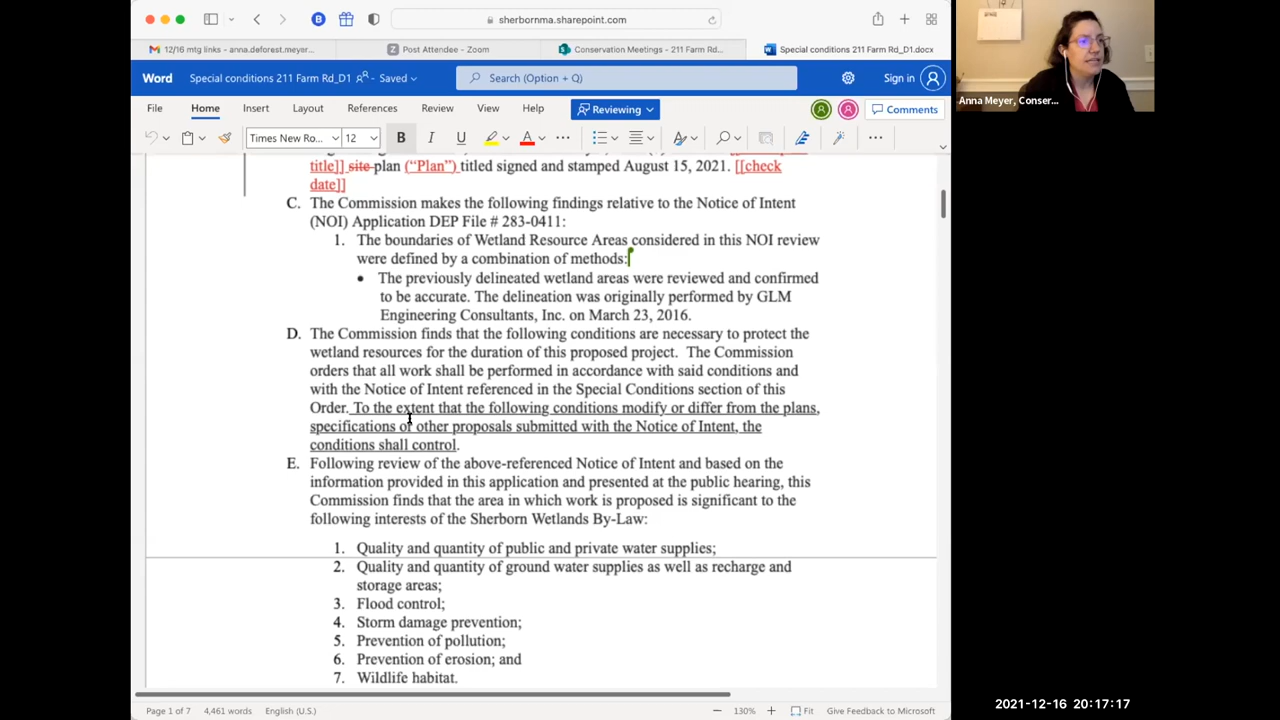 sherbornma.sharepoint.com
12/16 mtg links - anna.deforest.meyer...
Post Attendee - Zoom
Conservation Meetings - 211 Farm Rd...
Special conditions 211 Farm Rd_D1.docx
Word
Special conditions 211 Farm Rd_D1 - Saved
Search (Option + Q)
Sign in
File Home Insert Layout References Review View Help Reviewing Comments
Times New Ro... 12 B I U A
title]] site plan ("Plan") titled signed and stamped August 15, 2021. [[check
date]]
C. The Commission makes the following findings relative to the Notice of Intent
(NOI) Application DEP File # 283-0411:
1. The boundaries of Wetland Resource Areas considered in this NOI review
were defined by a combination of methods:
• The previously delineated wetland areas were reviewed and confirmed
to be accurate. The delineation was originally performed by GLM
Engineering Consultants, Inc. on March 23, 2016.
D. The Commission finds that the following conditions are necessary to protect the
wetland resources for the duration of this proposed project. The Commission
orders that all work shall be performed in accordance with said conditions and
with the Notice of Intent referenced in the Special Conditions section of this
Order. To the extent that the following conditions modify or differ from the plans,
specifications or other proposals submitted with the Notice of Intent, the
conditions shall control.
E. Following review of the above-referenced Notice of Intent and based on the
information provided in this application and presented at the public hearing, this
Commission finds that the area in which work is proposed is significant to the
following interests of the Sherborn Wetlands By-Law:
1. Quality and quantity of public and private water supplies;
2. Quality and quantity of ground water supplies as well as recharge and
storage areas;
3. Flood control;
4. Storm damage prevention;
5. Prevention of pollution;
6. Prevention of erosion; and
7. Wildlife habitat.
Page 1 of 7 4,461 words English (U.S.) 130% Fit Give Feedback to Microsoft
Anna Meyer, Conser...
2021-12-16 20:17:17